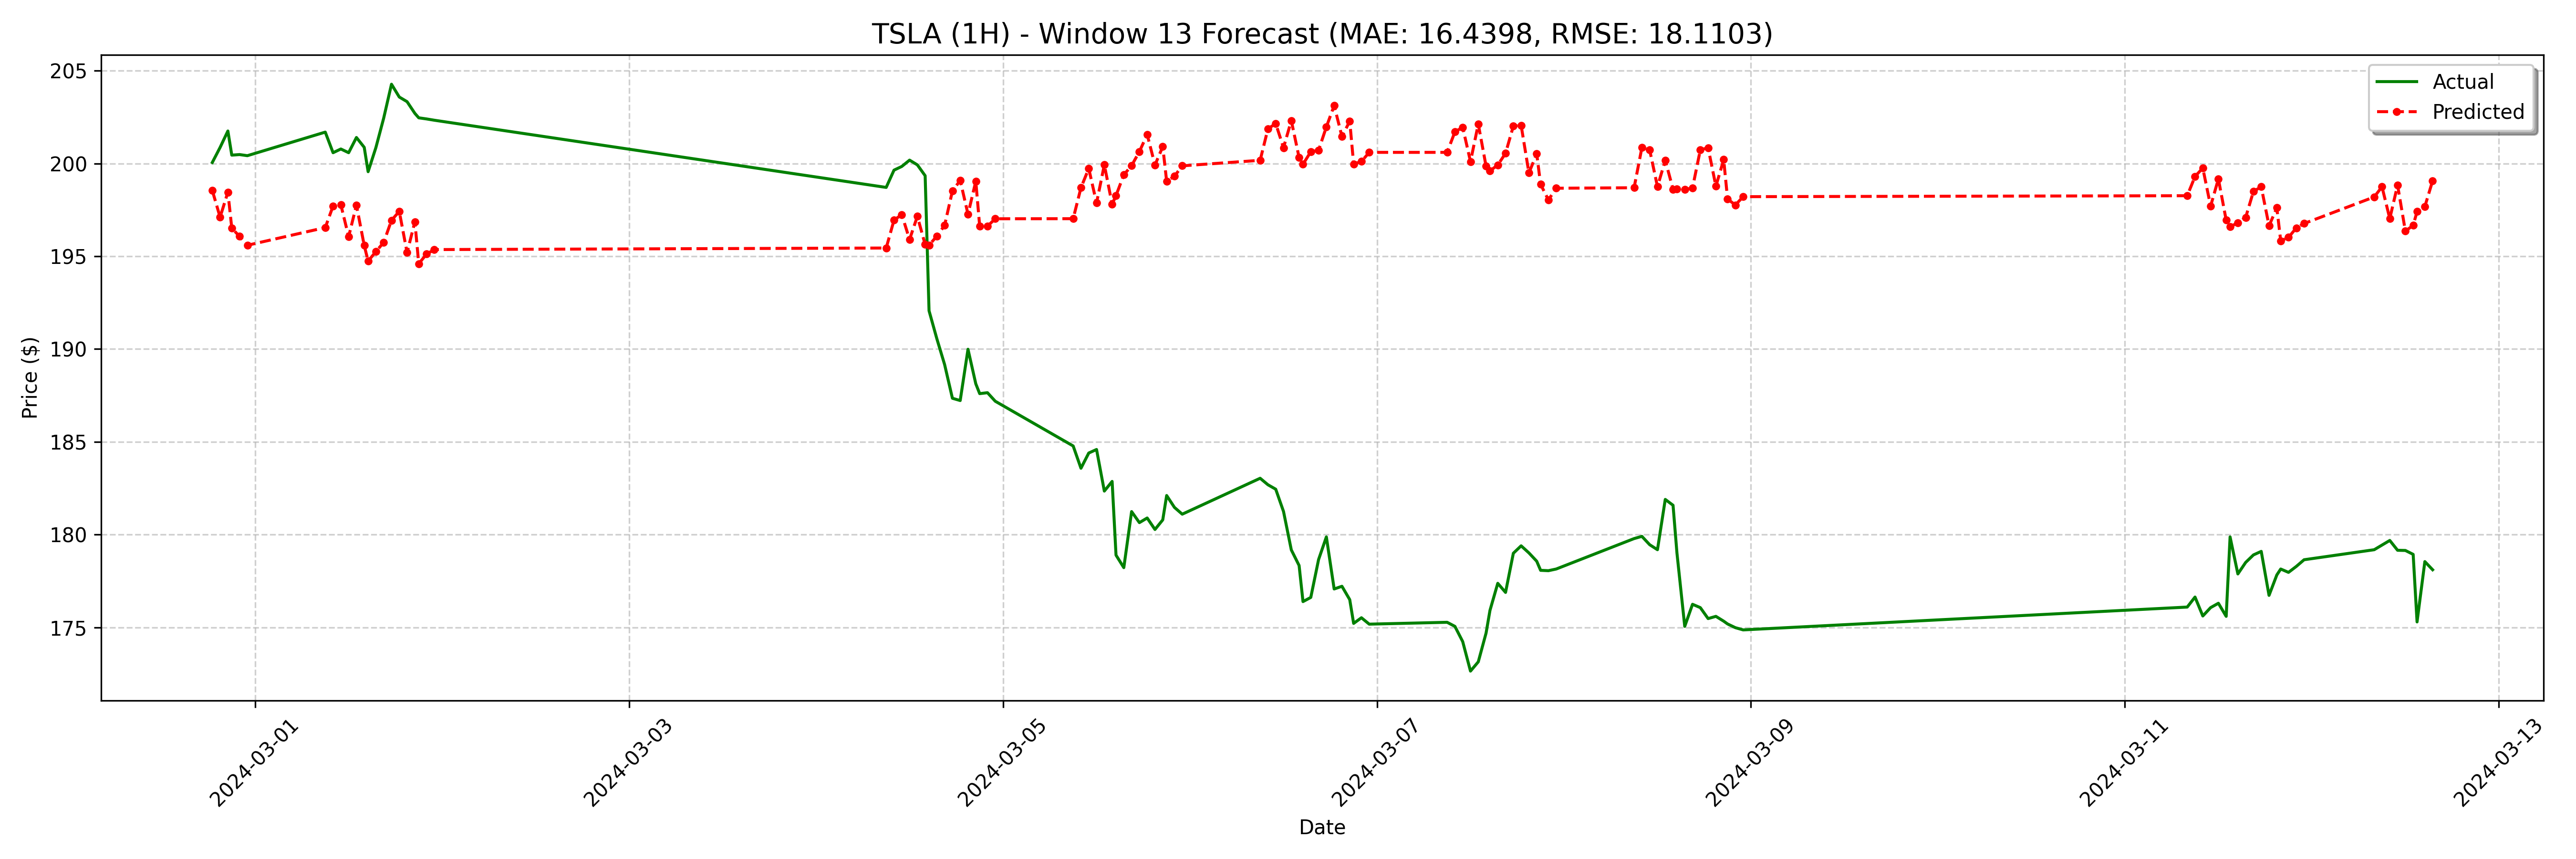 TSLA (1H) - Window 13 Forecast (MAE: 16.4398, RMSE: 18.1103)
Actual
Predicted
205
200
195
190
185
180
175
Price ($)
2024-03-01
2024-03-03
2024-03-05
2024-03-07
2024-03-09
2024-03-11
2024-03-13
Date